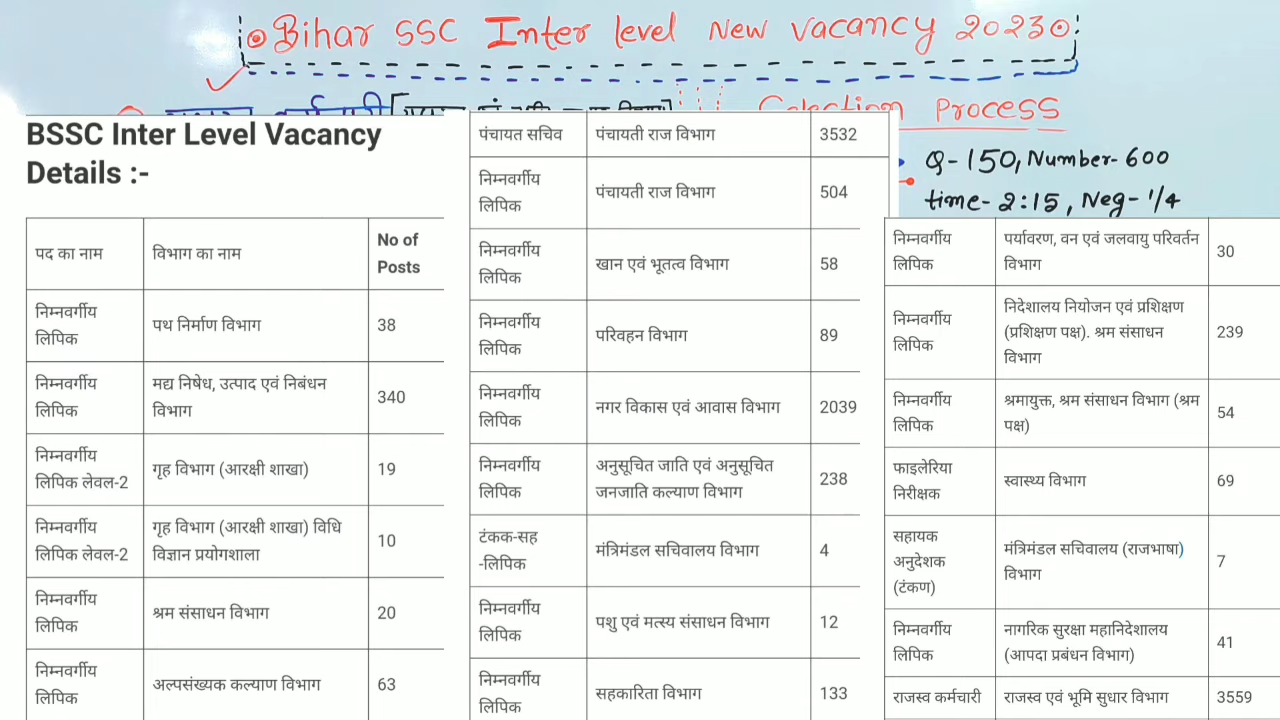 Bihar SSC Inter level New vacancy 2023
Selection Process
Q-150, Number-600
time-2:15, Neg-1/4
BSSC Inter Level Vacancy
Details :-
पद का नाम
विभाग का नाम
No of
Posts
निम्नवर्गीय
लिपिक
पथ निर्माण विभाग
38
निम्नवर्गीय
लिपिक
मद्य निषेध, उत्पाद एवं निबंधन
विभाग
340
निम्नवर्गीय
लिपिक लेवल-2
गृह विभाग (आरक्षी शाखा)
19
निम्नवर्गीय
लिपिक लेवल-2
गृह विभाग (आरक्षी शाखा) विधि
विज्ञान प्रयोगशाला
10
निम्नवर्गीय
लिपिक
श्रम संसाधन विभाग
20
निम्नवर्गीय
लिपिक
अल्पसंख्यक कल्याण विभाग
63
पंचायत सचिव
पंचायती राज विभाग
3532
निम्नवर्गीय
लिपिक
पंचायती राज विभाग
504
निम्नवर्गीय
लिपिक
खान एवं भूतत्व विभाग
58
निम्नवर्गीय
लिपिक
परिवहन विभाग
89
निम्नवर्गीय
लिपिक
नगर विकास एवं आवास विभाग
2039
निम्नवर्गीय
लिपिक
अनुसूचित जाति एवं अनुसूचित
जनजाति कल्याण विभाग
238
टंकक-सह
-लिपिक
मंत्रिमंडल सचिवालय विभाग
4
निम्नवर्गीय
लिपिक
पशु एवं मत्स्य संसाधन विभाग
12
निम्नवर्गीय
लिपिक
सहकारिता विभाग
133
निम्नवर्गीय
लिपिक
पर्यावरण, वन एवं जलवायु परिवर्तन
विभाग
30
निम्नवर्गीय
लिपिक
निदेशालय नियोजन एवं प्रशिक्षण
(प्रशिक्षण पक्ष). श्रम संसाधन
विभाग
239
निम्नवर्गीय
लिपिक
श्रमायुक्त, श्रम संसाधन विभाग (श्रम
पक्ष)
54
फाइलेरिया
निरीक्षक
स्वास्थ्य विभाग
69
सहायक
अनुदेशक
(टंकण)
मंत्रिमंडल सचिवालय (राजभाषा)
विभाग
7
निम्नवर्गीय
लिपिक
नागरिक सुरक्षा महानिदेशालय
(आपदा प्रबंधन विभाग)
41
राजस्व कर्मचारी
राजस्व एवं भूमि सुधार विभाग
3559